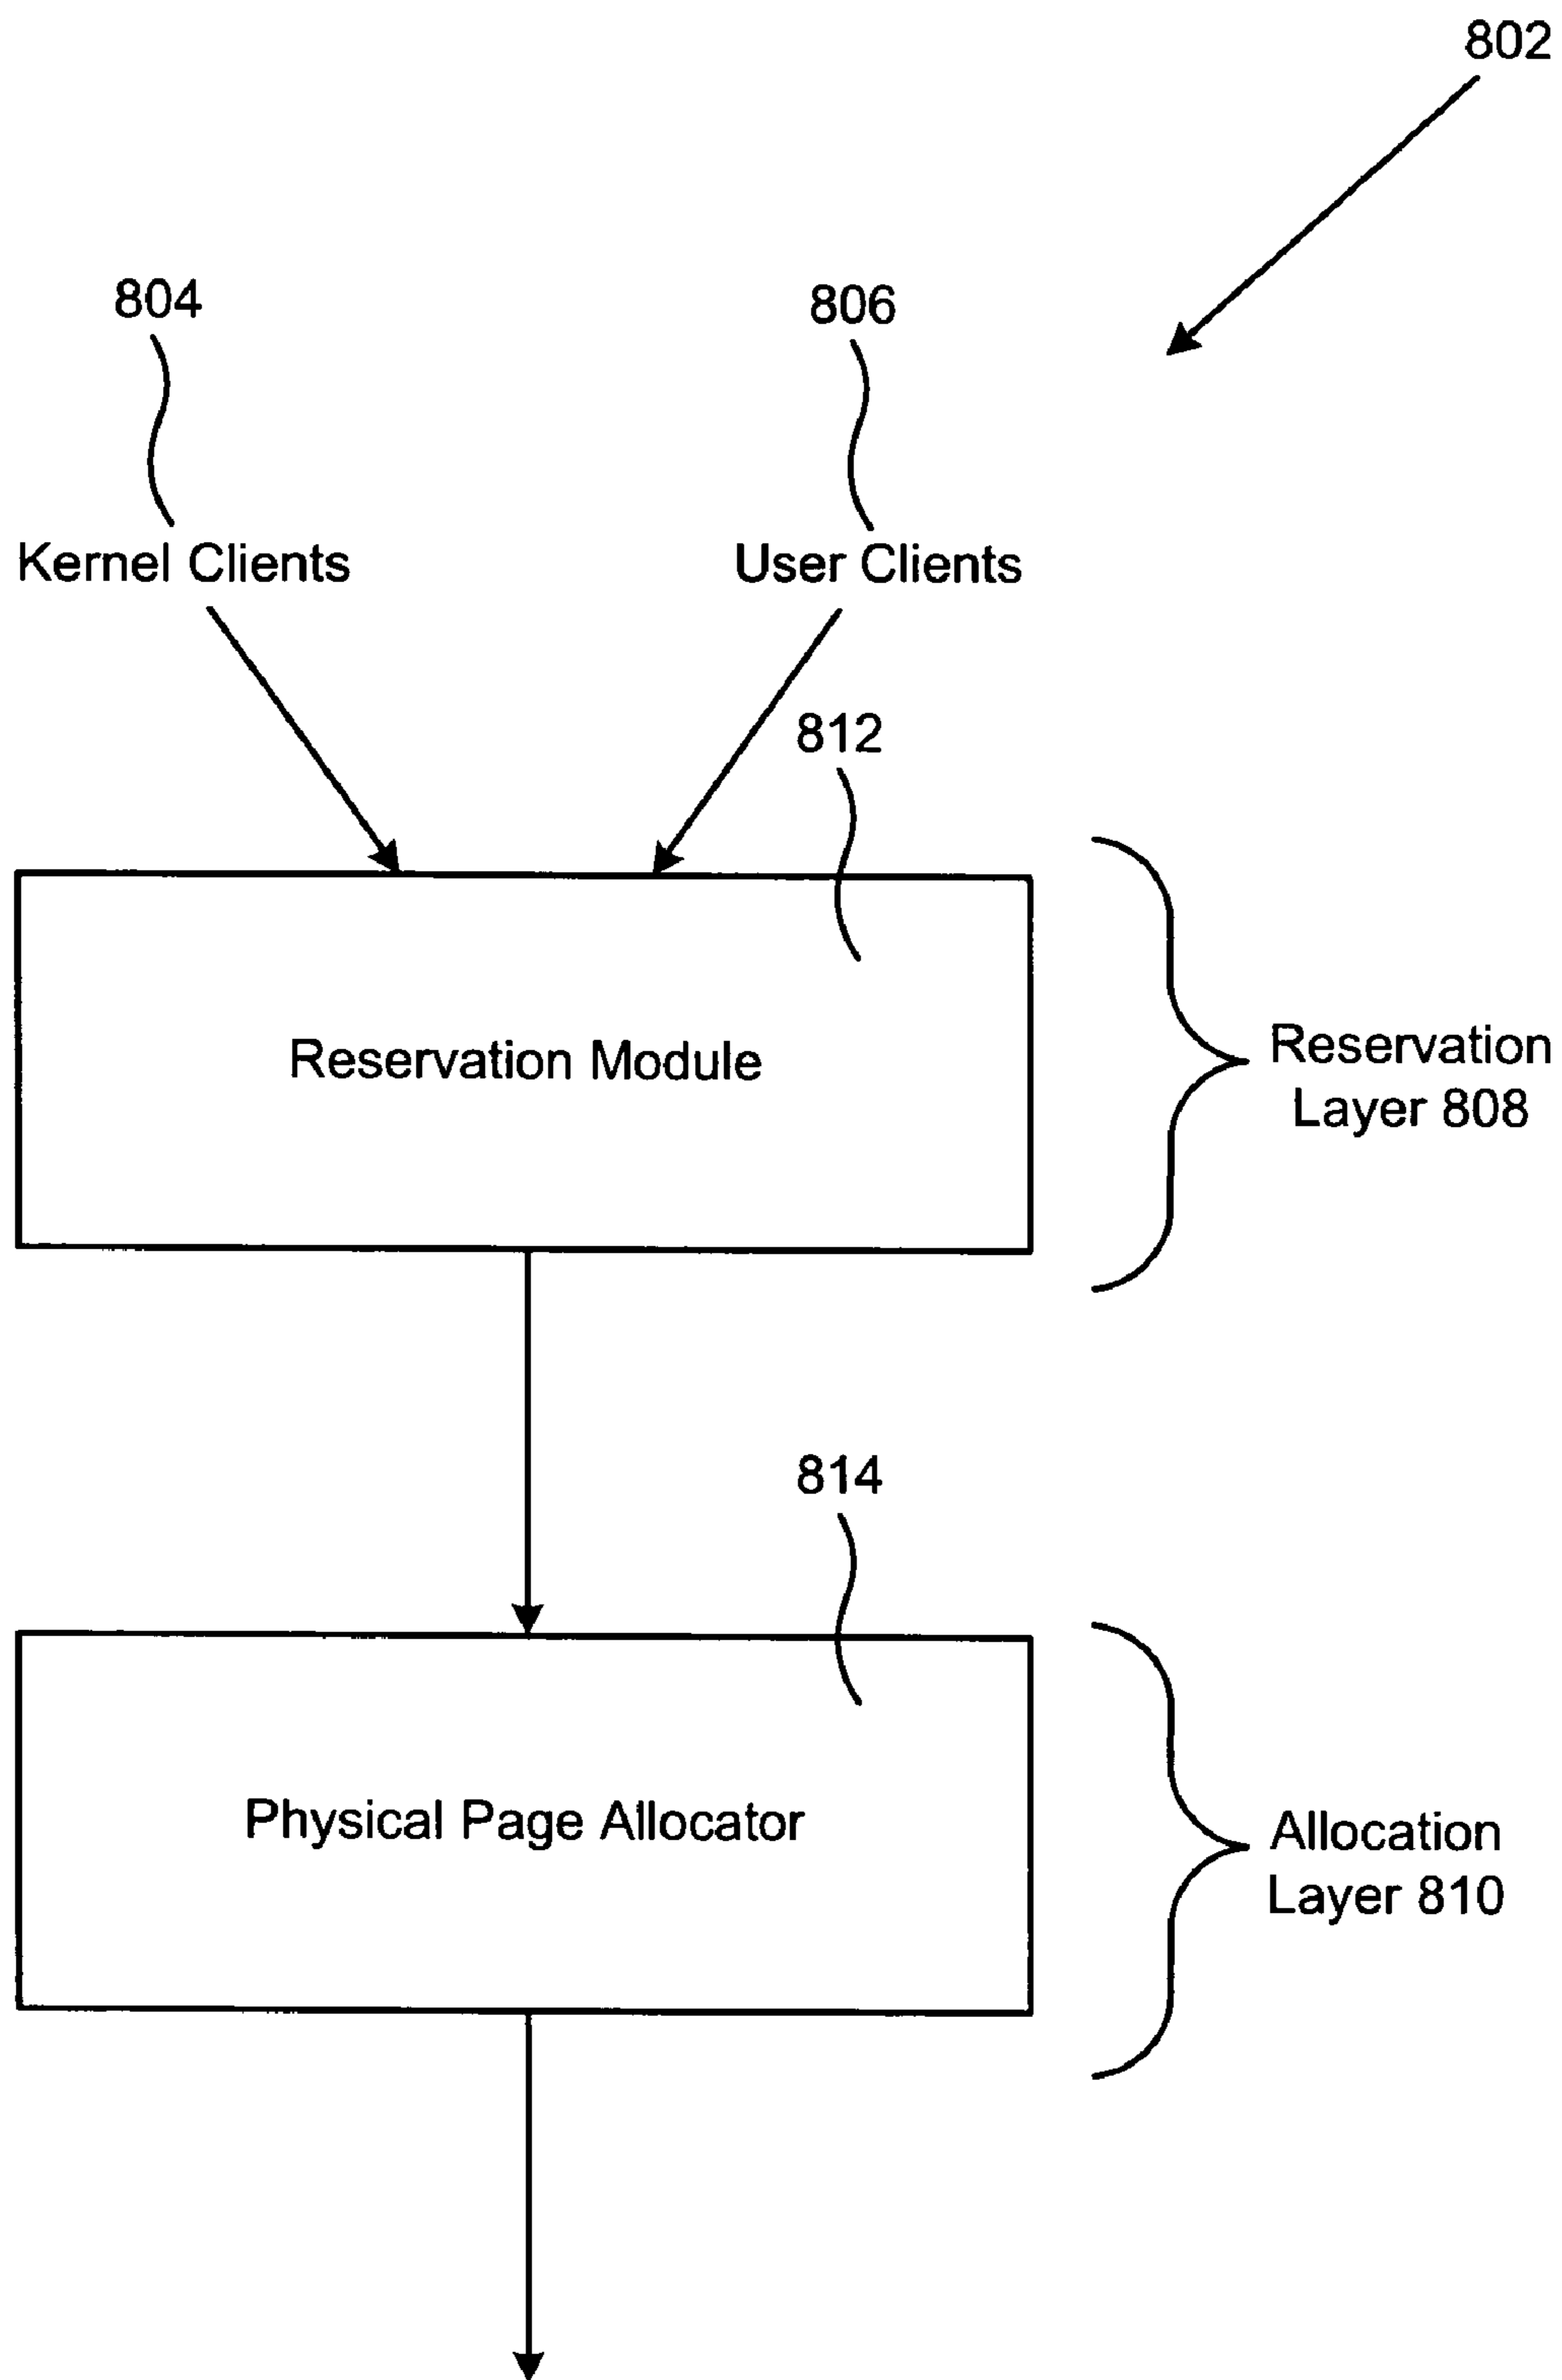 802
804
806
Kernel Clients
User Clients
812
Reservation Module
Reservation
Layer 808
814
Physical Page Allocator
Allocation
Layer 810